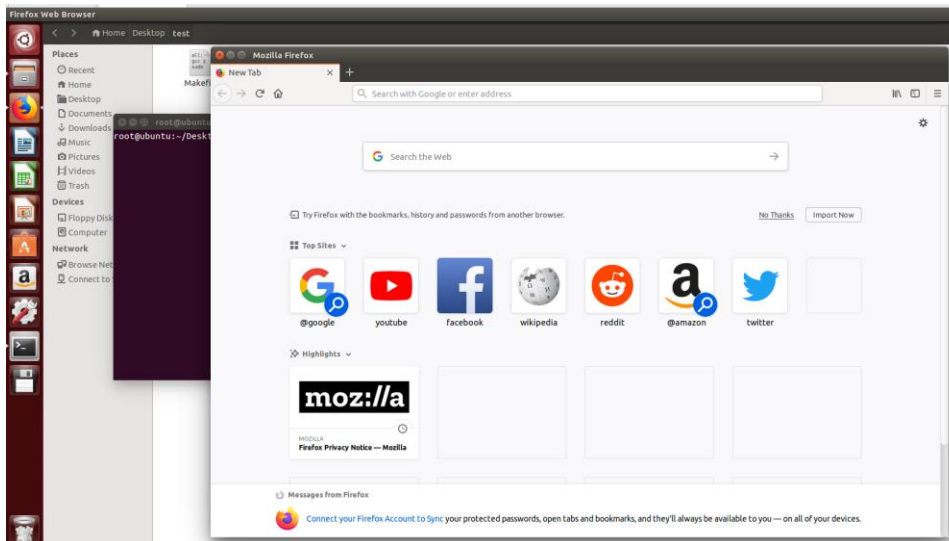 Firefox Web Browser
Home Desktop test
Places
Recent
Home
Desktop
Documents
Downloads
Music
Pictures
Videos
Trash
Devices
Floppy Disk
Computer
Network
Browse Net
Connect to
Makefi
root@ubuntu
root@ubuntu:~/Deskt
Mozilla Firefox
New Tab
Search with Google or enter address
Search the Web
Try Firefox with the bookmarks, history and passwords from another browser.
No Thanks
Import Now
Top Sites
@google
youtube
facebook
wikipedia
reddit
@amazon
twitter
Highlights
moz://a
MOZILLA
Firefox Privacy Notice — Mozilla
Messages from Firefox
Connect your Firefox Account to Sync your protected passwords, open tabs and bookmarks, and they'll always be available to you — on all of your devices.